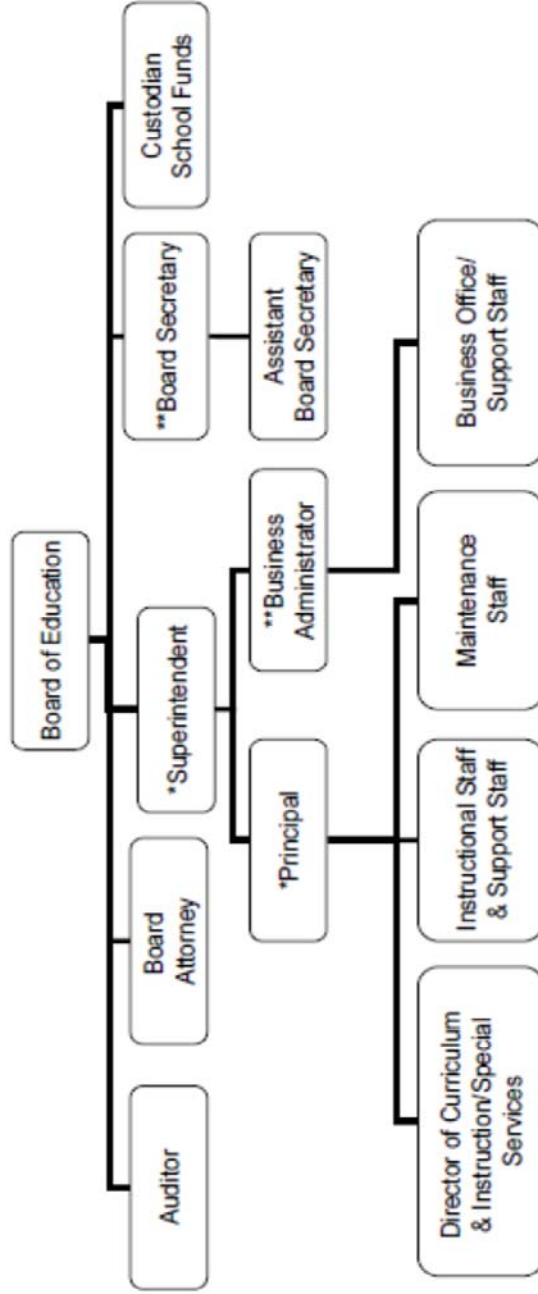 Board of Education
Auditor
Board
Attorney
*Superintendent
**Board Secretary
Custodian
School Funds
*Principal
**Business
Administrator
Assistant
Board Secretary
Director of Curriculum
& Instruction/Special
Services
Instructional Staff
& Support Staff
Maintenance
Staff
Business Office/
Support Staff